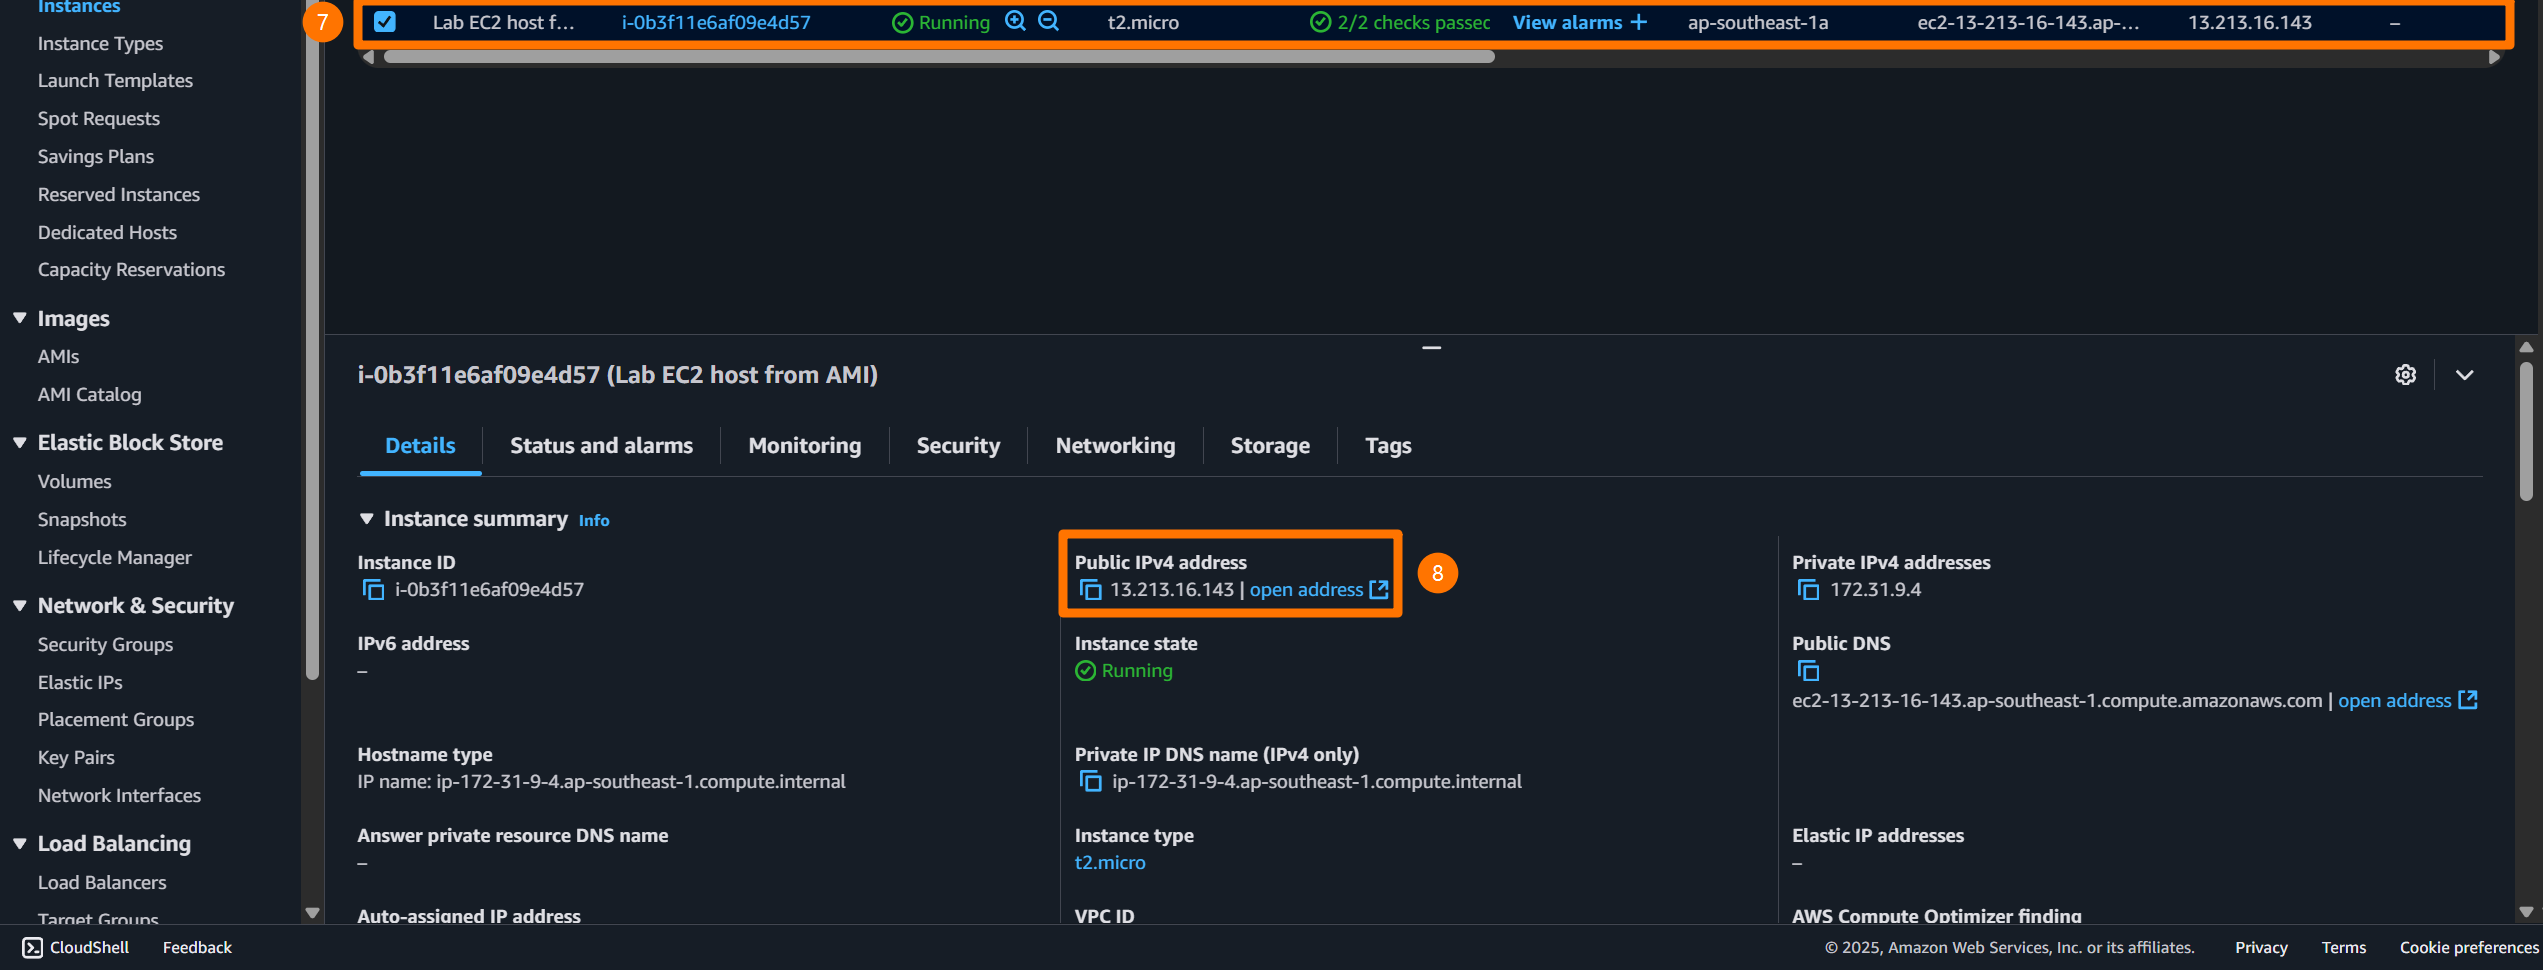 Instances
7
Lab EC2 host f... i-0b3f11e6af09e4d57 Running t2.micro 2/2 checks passec View alarms + ap-southeast-1a ec2-13-213-16-143.ap-... 13.213.16.143 –
Instance Types
Launch Templates
Spot Requests
Savings Plans
Reserved Instances
Dedicated Hosts
Capacity Reservations
Images
AMIs
AMI Catalog
Elastic Block Store
Volumes
Snapshots
Lifecycle Manager
Network & Security
Security Groups
Elastic IPs
Placement Groups
Key Pairs
Network Interfaces
Load Balancing
Load Balancers
Target Groups
i-0b3f11e6af09e4d57 (Lab EC2 host from AMI)
Details Status and alarms Monitoring Security Networking Storage Tags
Instance summary Info
Instance ID
i-0b3f11e6af09e4d57
Public IPv4 address
13.213.16.143 | open address
8
Private IPv4 addresses
172.31.9.4
IPv6 address
–
Instance state
Running
Public DNS
ec2-13-213-16-143.ap-southeast-1.compute.amazonaws.com | open address
Hostname type
IP name: ip-172-31-9-4.ap-southeast-1.compute.internal
Private IP DNS name (IPv4 only)
ip-172-31-9-4.ap-southeast-1.compute.internal
Answer private resource DNS name
–
Instance type
t2.micro
Elastic IP addresses
–
Auto-assigned IP address
VPC ID
AWS Compute Optimizer finding
CloudShell Feedback © 2025, Amazon Web Services, Inc. or its affiliates. Privacy Terms Cookie preferences